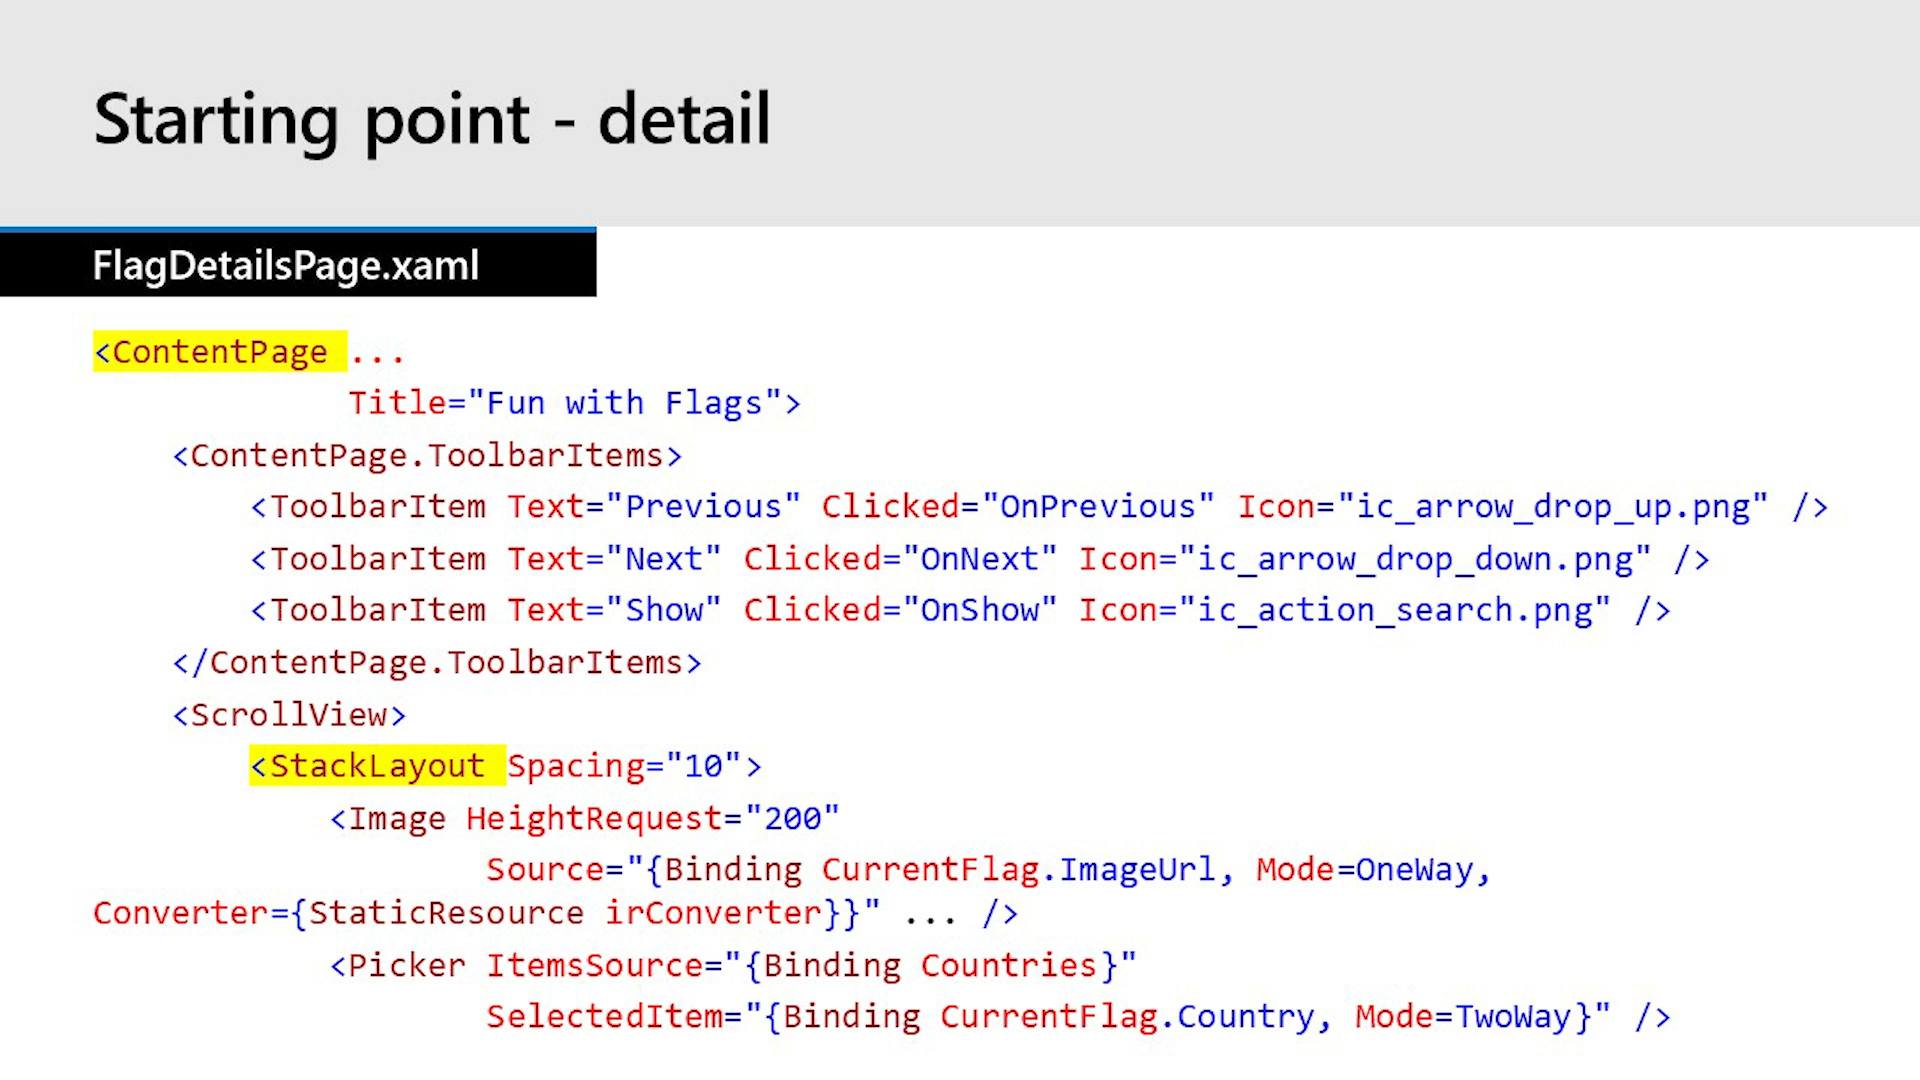 Starting point - detail
FlagDetailsPage.xaml
<ContentPage ...
Title="Fun with Flags">
<ContentPage.ToolbarItems>
<ToolbarItem Text="Previous" Clicked="OnPrevious" Icon="ic_arrow_drop_up.png" />
<ToolbarItem Text="Next" Clicked="OnNext" Icon="ic_arrow_drop_down.png" />
<ToolbarItem Text="Show" Clicked="OnShow" Icon="ic_action_search.png" />
</ContentPage.ToolbarItems>
<ScrollView>
<StackLayout Spacing="10">
<Image HeightRequest="200"
Source="{Binding CurrentFlag.ImageUrl, Mode=OneWay,
Converter={StaticResource irConverter}}" ... />
<Picker ItemsSource="{Binding Countries}"
SelectedItem="{Binding CurrentFlag.Country, Mode=TwoWay}" />